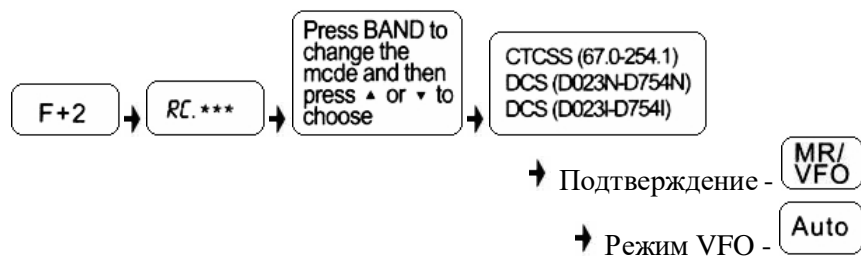 F+2
RC.***
Press BAND to
change the
mcde and then
press ▲ or ▼ to
choose
CTCSS (67.0-254.1)
DCS (D023N-D754N)
DCS (D023I-D754I)
Подтверждение -
MR/
VFO
Режим VFO -
Auto